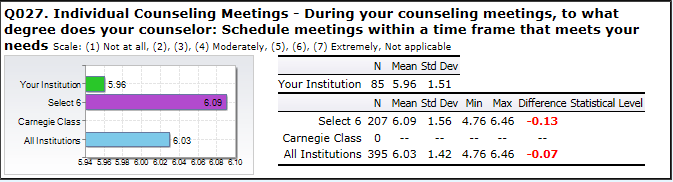 Q027. Individual Counseling Meetings - During your counseling meetings, to what
degree does your counselor: Schedule meetings within a time frame that meets your
needs Scale: (1) Not at all, (2), (3), (4) Moderately, (5), (6), (7) Extremely, Not applicable
Your Institution 5.96
Select 6 6.09
Carnegie Class
All Institutions 6.03
5.94 5.96 5.98 6.00 6.02 6.04 6.06 6.08 6.10
N Mean Std Dev
Your Institution 85 5.96 1.51
N Mean Std Dev Min Max Difference Statistical Level
Select 6 207 6.09 1.56 4.76 6.46 -0.13
Carnegie Class 0 -- -- -- -- --
All Institutions 395 6.03 1.42 4.76 6.46 -0.07